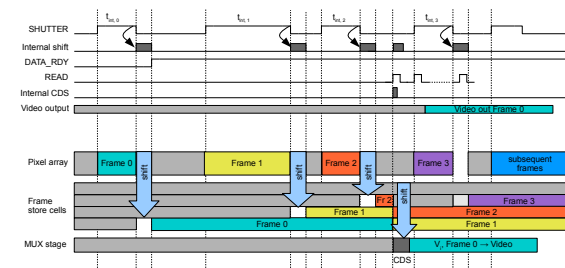 t_int, 0 t_int, 1 t_int, 2 t_int, 3
SHUTTER
Internal shift
DATA_RDY
READ
Internal CDS
Video output Video out Frame 0
Pixel array Frame 0 Frame 1 Frame 2 Frame 3 subsequent frames
shift shift shift shift
Frame store cells
Fr 2 Frame 3
Frame 1 Frame 2
Frame 0 Frame 1
MUX stage Frame 0 → Video
CDS